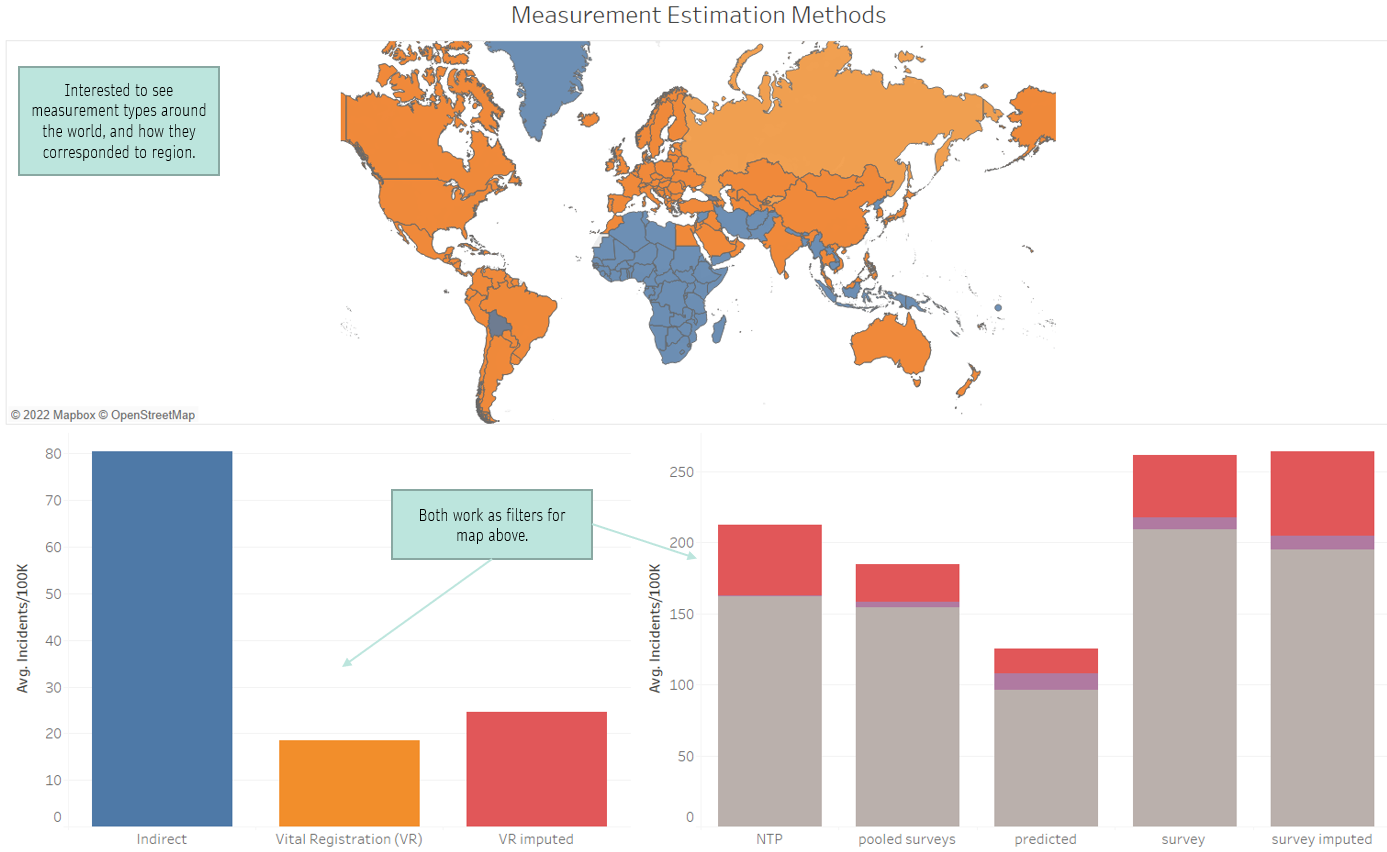 Measurement Estimation Methods
Interested to see
measurement types around
the world, and how they
corresponded to region.
© 2022 Mapbox © OpenStreetMap
Avg. Incidents/100K
80
70
60
50
40
30
20
10
0
Indirect
Vital Registration (VR)
VR imputed
Both work as filters for
map above.
Avg. Incidents/100K
250
200
150
100
50
0
NTP
pooled surveys
predicted
survey
survey imputed